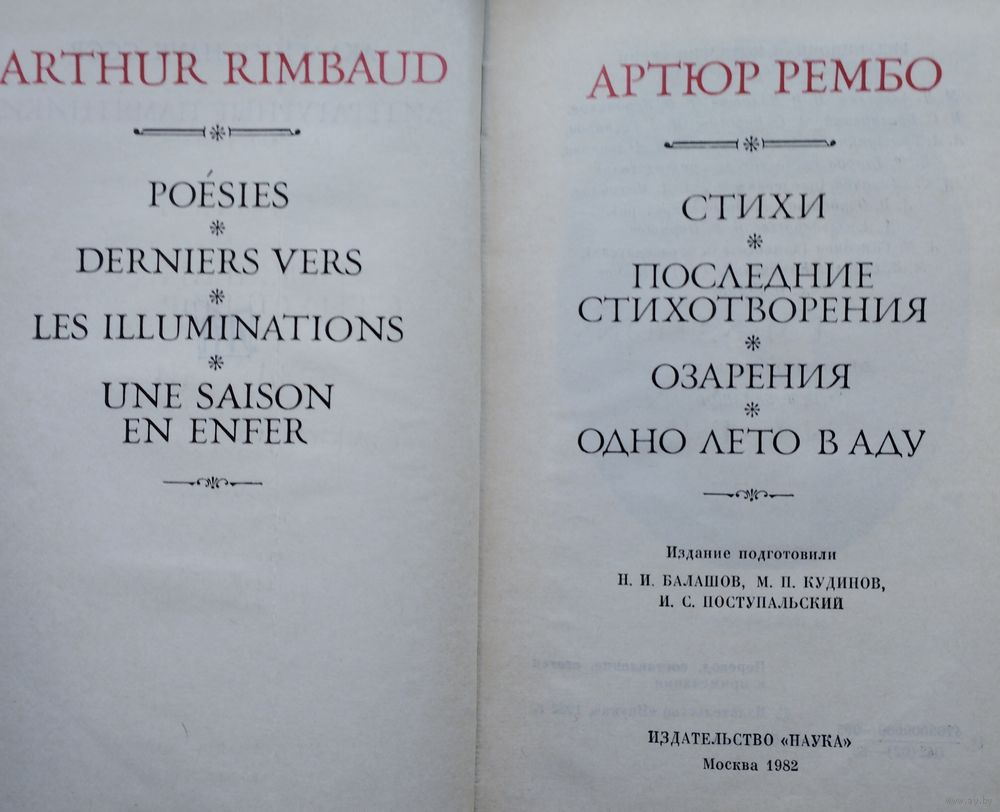 ARTHUR RIMBAUD
POÉSIES
DERNIERS VERS
LES ILLUMINATIONS
UNE SAISON
EN ENFER
АРТЮР РЕМБО
СТИХИ
ПОСЛЕДНИЕ
СТИХОТВОРЕНИЯ
ОЗАРЕНИЯ
ОДНО ЛЕТО В АДУ
Издание подготовили
Н. И. БАЛАШОВ, М. П. КУДИНОВ,
И. С. ПОСТУПАЛЬСКИЙ
ИЗДАТЕЛЬСТВО «НАУКА»
Москва 1982